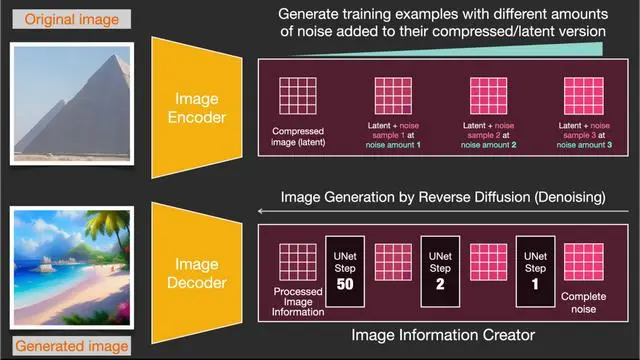 Original image
Generate training examples with different amounts
of noise added to their compressed/latent version
Image
Encoder
Compressed
image (latent)
Latent + noise
sample 1 at
noise amount 1
Latent + noise
sample 2 at
noise amount 2
Latent + noise
sample 3 at
noise amount 3
Image Generation by Reverse Diffusion (Denoising)
Image
Decoder
Processed
Image
Information
UNet
Step
50
UNet
Step
2
UNet
Step
1
Complete
noise
Generated image
Image Information Creator